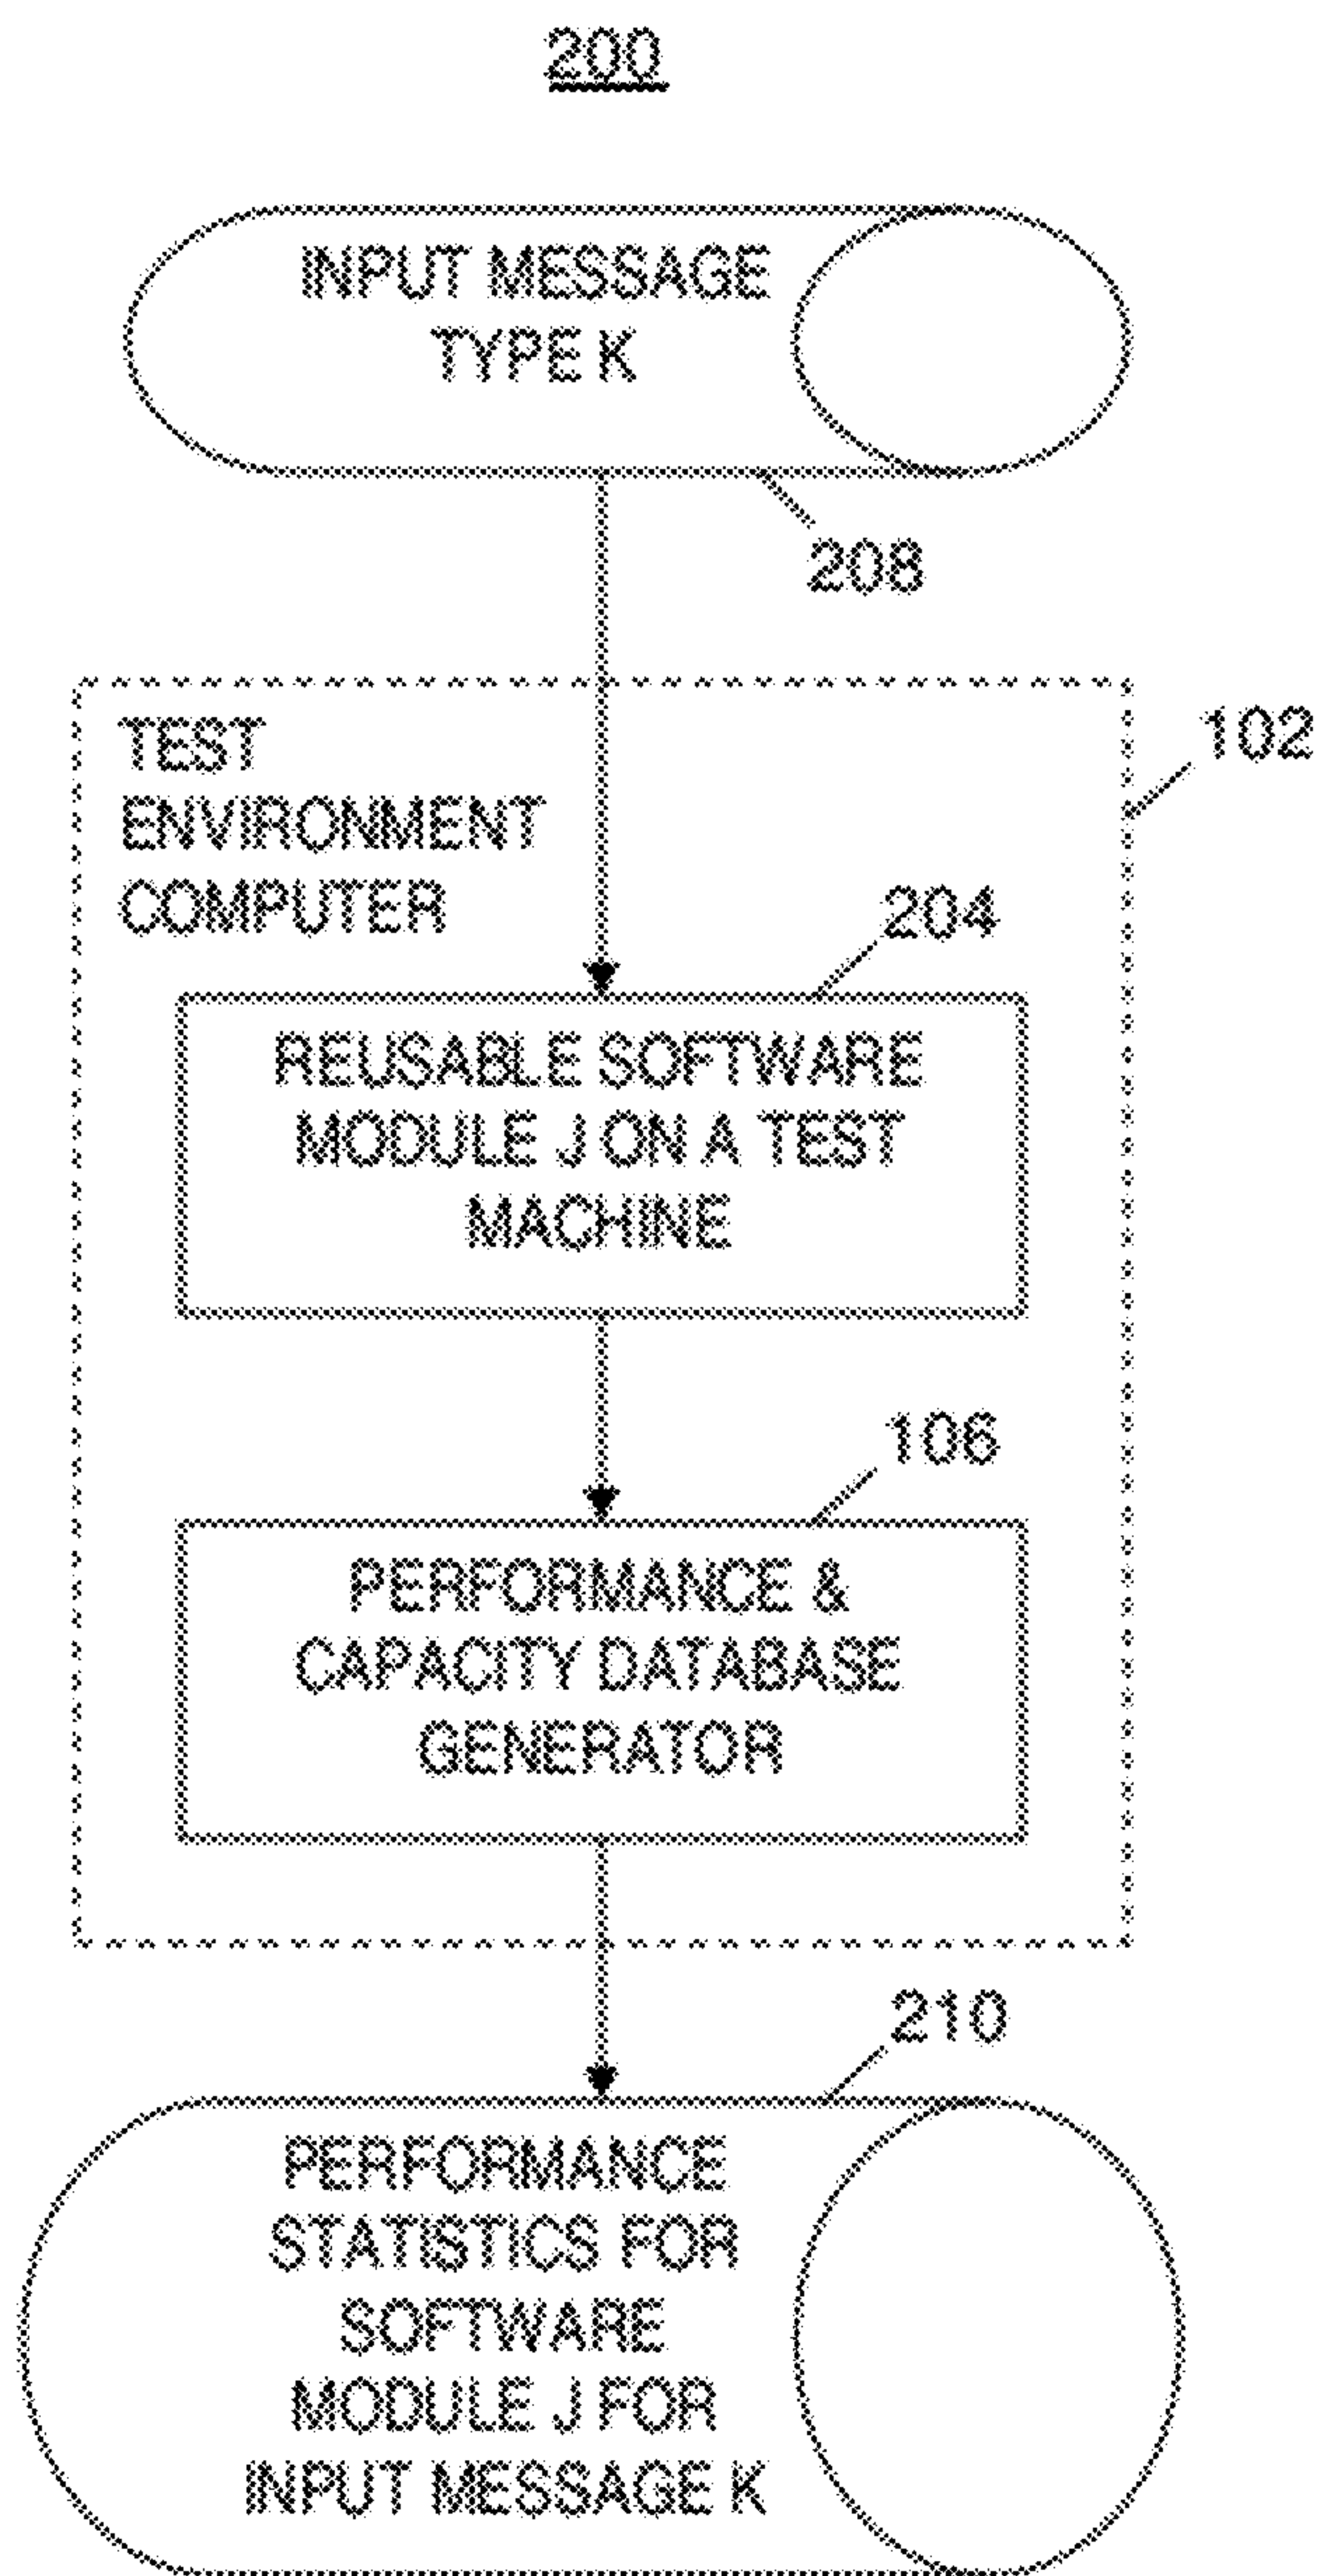 200
INPUT MESSAGE
TYPE K
208
TEST
ENVIRONMENT
COMPUTER
102
204
REUSABLE SOFTWARE
MODULE J ON A TEST
MACHINE
106
PERFORMANCE &
CAPACITY DATABASE
GENERATOR
210
PERFORMANCE
STATISTICS FOR
SOFTWARE
MODULE J FOR
INPUT MESSAGE K